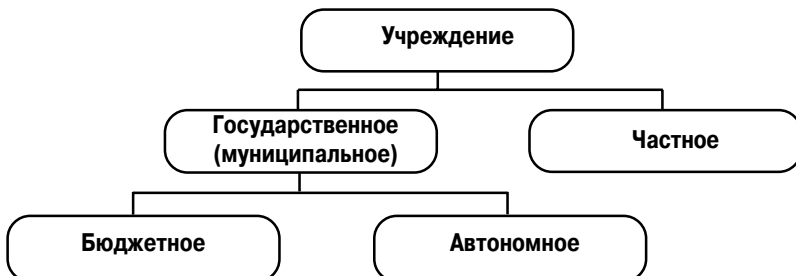 Учреждение
Государственное
(муниципальное)
Частное
Бюджетное
Автономное